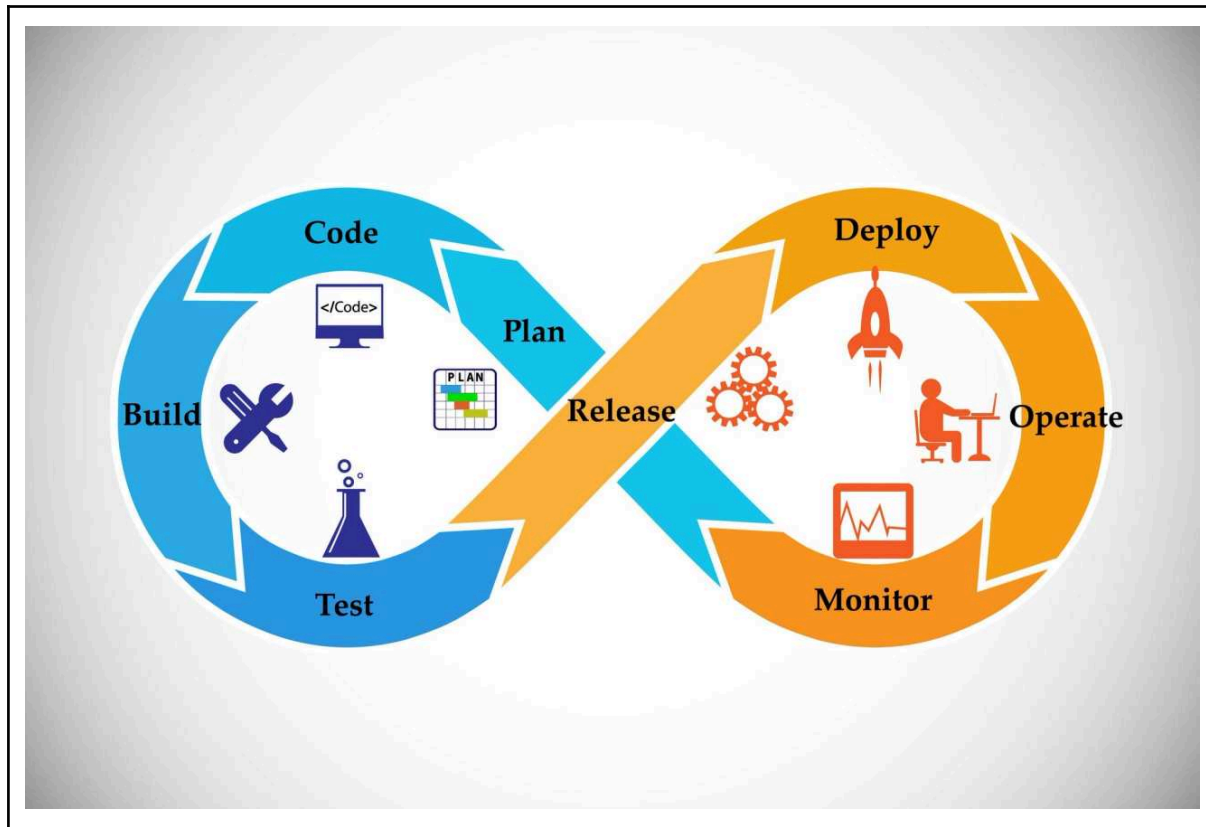 Code
Deploy
</Code>
Plan
PLAN
Build
Release
Operate
Test
Monitor